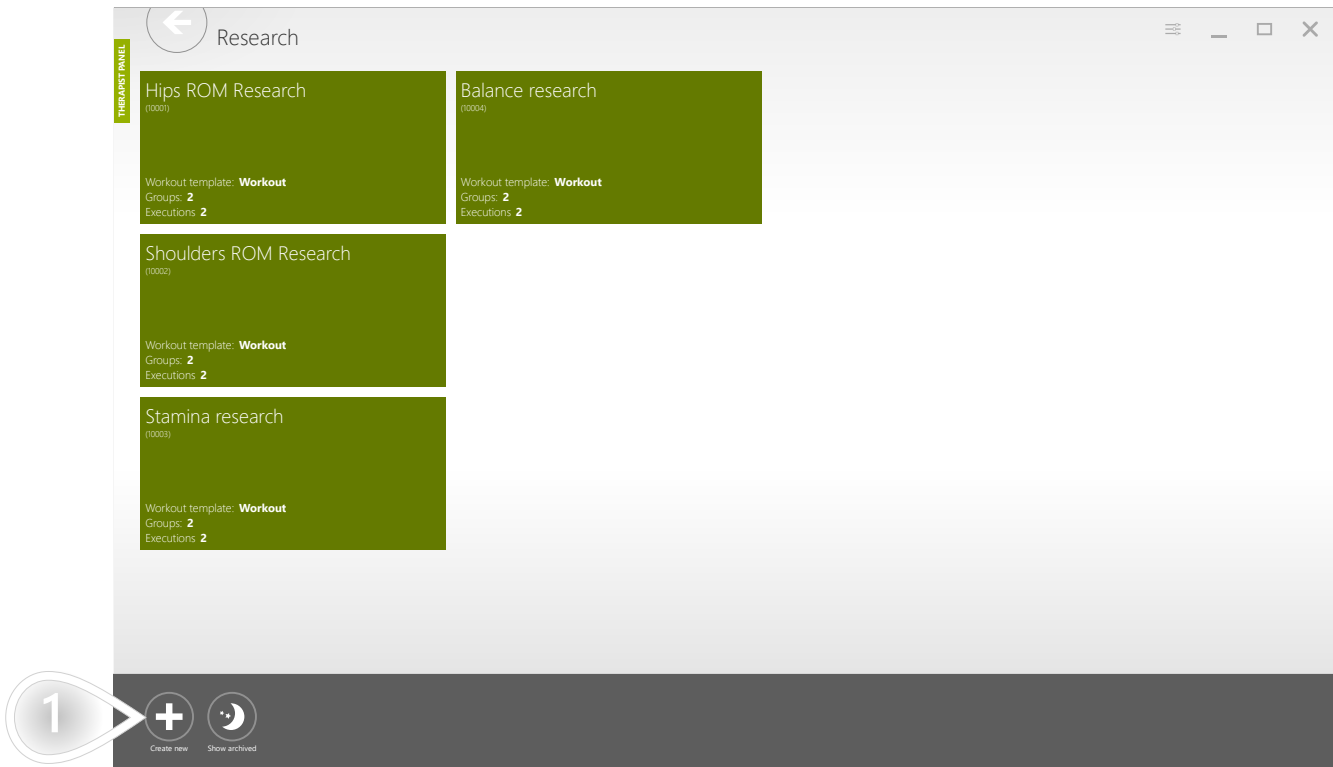 Research
THERAPIST PANEL
Hips ROM Research
(10001)
Workout template: Workout
Groups: 2
Executions 2
Balance research
(10004)
Workout template: Workout
Groups: 2
Executions 2
Shoulders ROM Research
(10002)
Workout template: Workout
Groups: 2
Executions 2
Stamina research
(10003)
Workout template: Workout
Groups: 2
Executions 2
1
Create new
Show archived